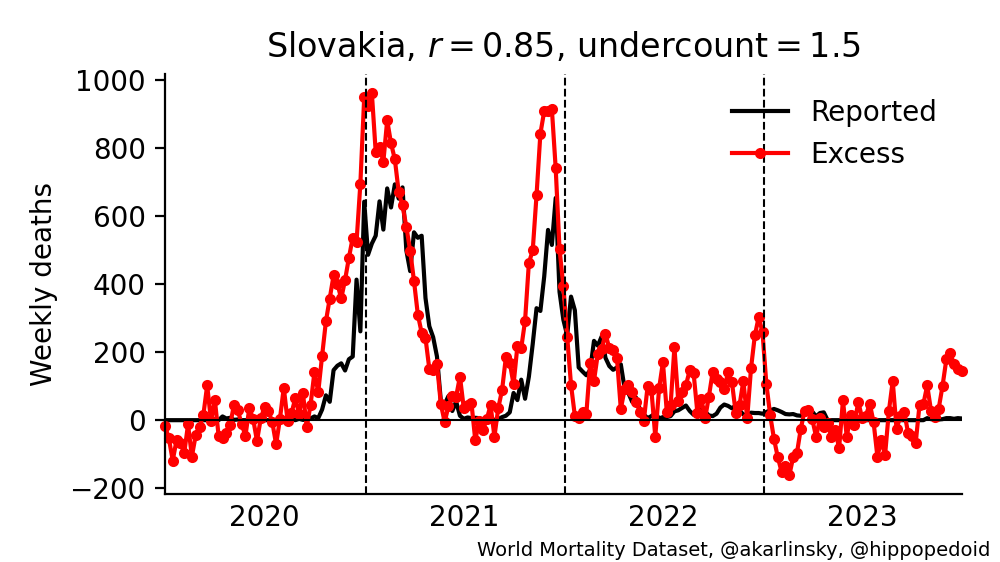 Slovakia, r = 0.85, undercount = 1.5
1000
800
600
400
200
0
−200
Weekly deaths
Reported
Excess
2020 2021 2022 2023
World Mortality Dataset, @akarlinsky, @hippopedoid